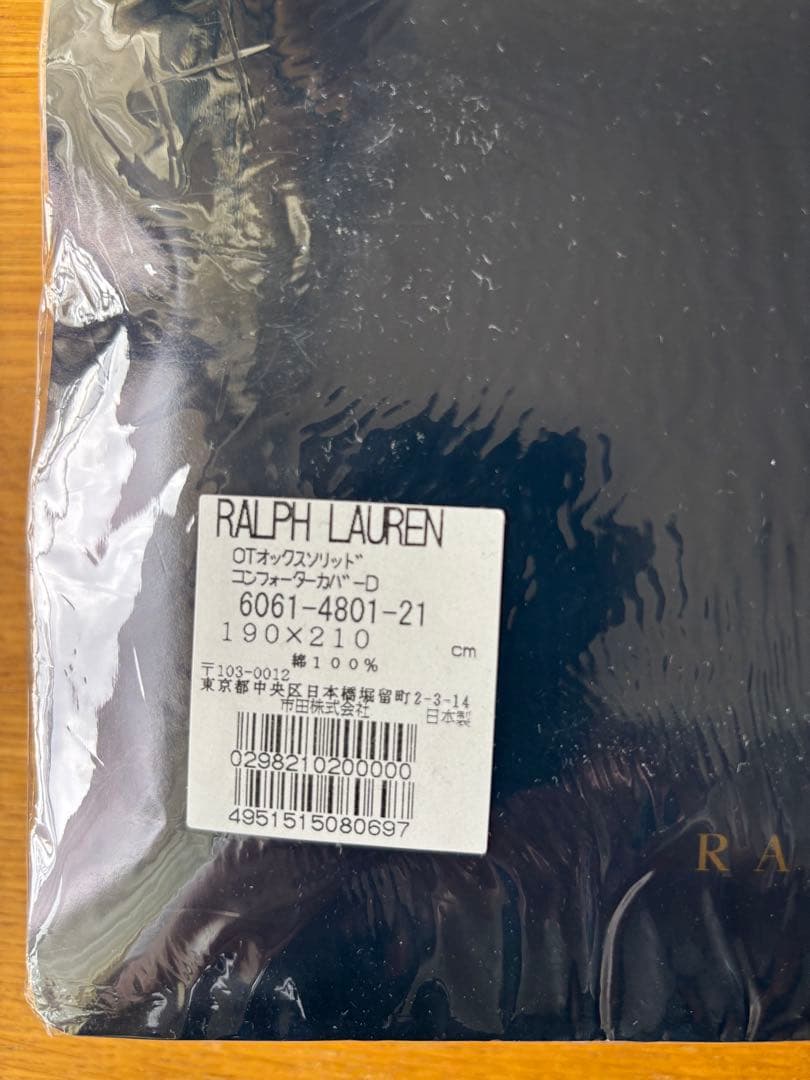 RALPH LAUREN
OTオックスソリッド
コンフォーターカバーD
6061-4801-21
190×210 cm
綿100%
〒103-0012
東京都中央区日本橋堀留町2-3-14
市田株式会社 日本製
0298210200000
4951515080697
RA